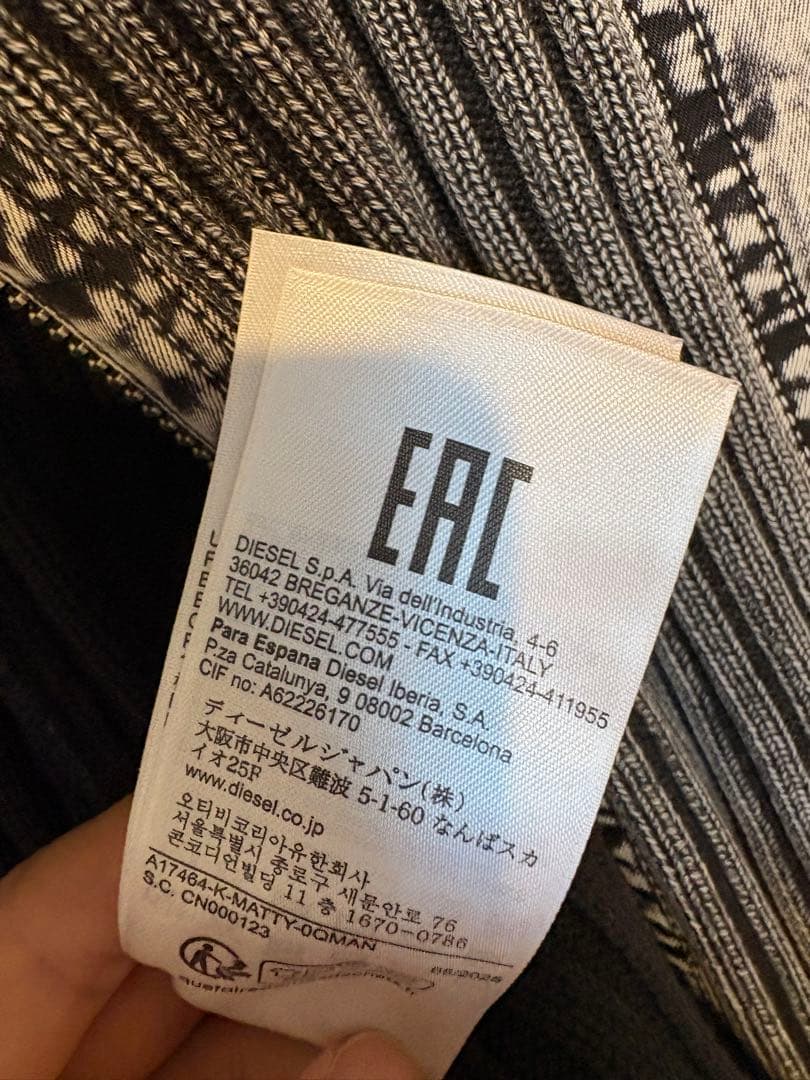 EAC
DIESEL S.p.A. Via dell'Industria, 4-6
36042 BREGANZE-VICENZA-ITALY
TEL +390424-477555 - FAX +390424-411955
WWW.DIESEL.COM
Para Espana Diesel Iberia, S.A.
P.za Catalunya, 9 08002 Barcelona
CIF no: A62226170
ディーゼルジャパン(株)
大阪市中央区難波 5-1-60 なんばスカ
イオ25F
www.diesel.co.jp
오티비코리아유한회사
서울특별시 종로구 새문안로 76
콘코디언빌딩 11 층 1670-0786
A17464-K-MATTY-0QMAN
S.C. CN000123